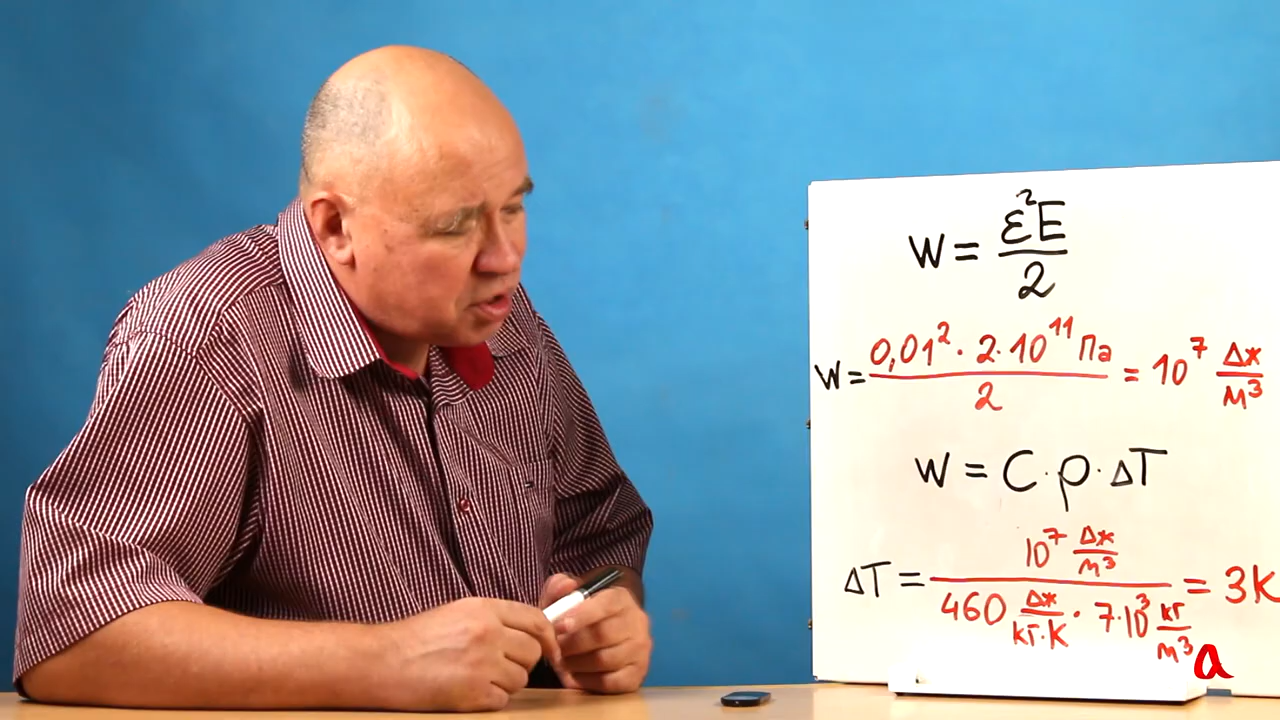 W = ε²E / 2
W = 0,01² · 2 · 10¹¹ Па / 2 = 10⁷ Дж/м³
W = C · ρ · ΔT
ΔT = 10⁷ Дж/м³ / 460 Дж/кг·К · 7·10³ кг/м³ = 3К
a